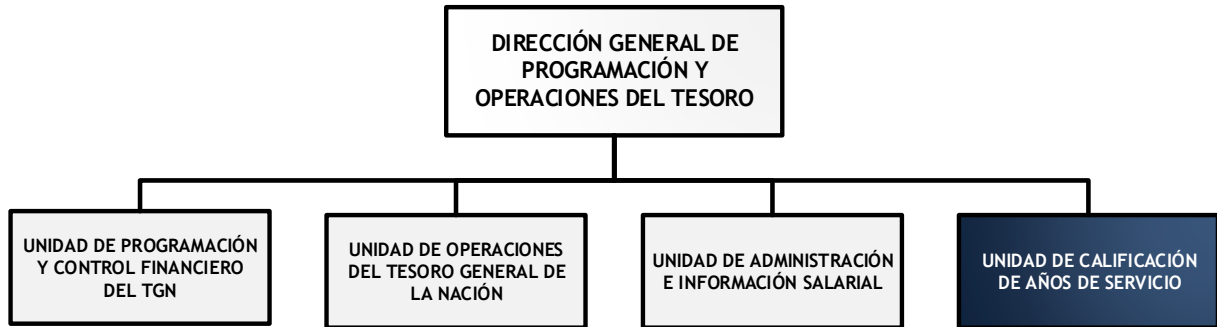 DIRECCIÓN GENERAL DE
PROGRAMACIÓN Y
OPERACIONES DEL TESORO
UNIDAD DE PROGRAMACIÓN
Y CONTROL FINANCIERO
DEL TGN
UNIDAD DE OPERACIONES
DEL TESORO GENERAL DE
LA NACIÓN
UNIDAD DE ADMINISTRACIÓN
E INFORMACIÓN SALARIAL
UNIDAD DE CALIFICACIÓN
DE AÑOS DE SERVICIO